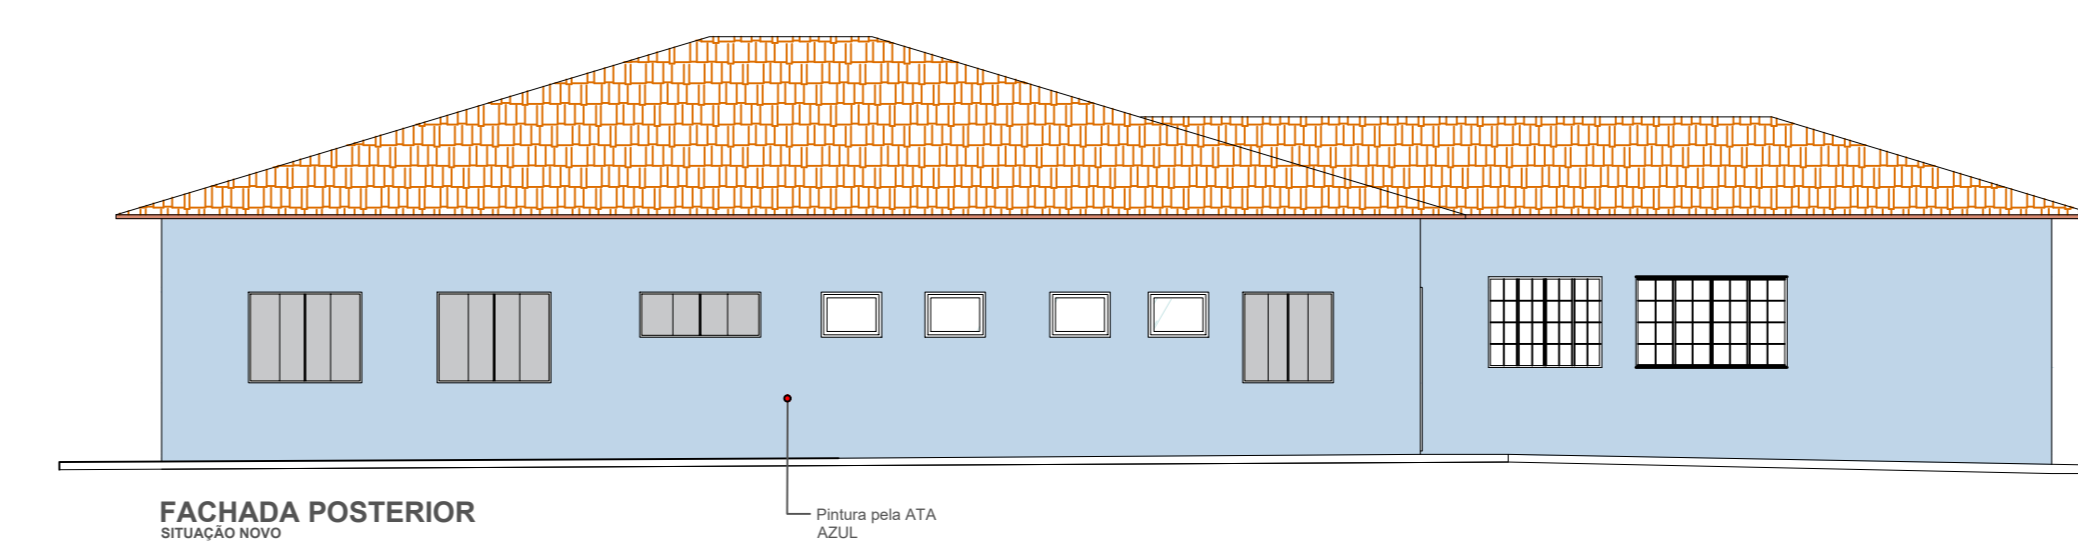 FACHADA POSTERIOR
SITUAÇÃO NOVO
Pintura pela ATA
AZUL